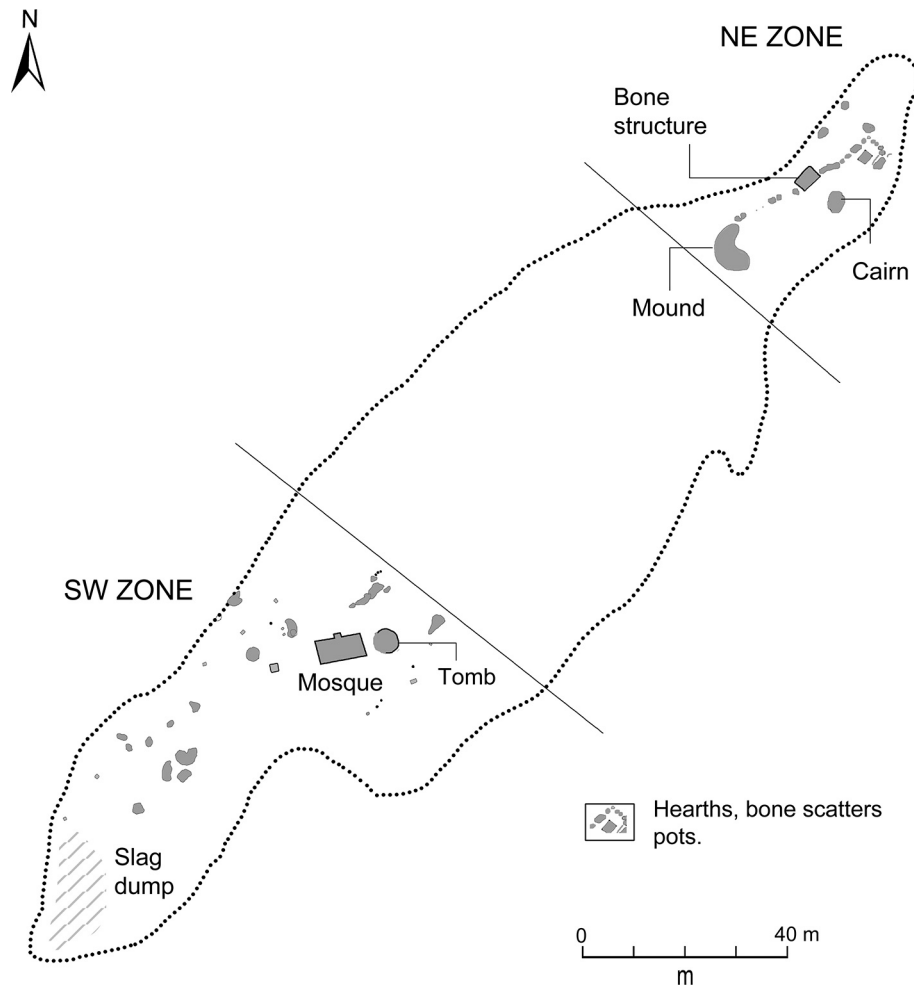 N
NE ZONE
Bone
structure
Cairn
Mound
SW ZONE
Mosque
Tomb
Hearths, bone scatters
pots.
Slag
dump
0 40 m
m